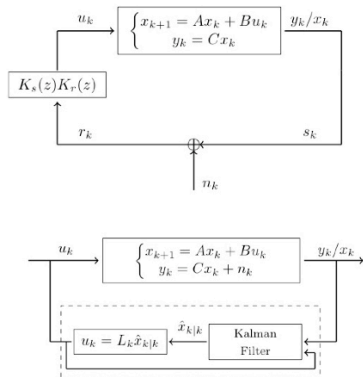 u_k
{ x_{k+1} = Ax_k + Bu_k
y_k = Cx_k
y_k/x_k
K_s(z)K_r(z)
r_k
s_k
n_k
u_k
{ x_{k+1} = Ax_k + Bu_k
y_k = Cx_k + n_k
y_k/x_k
u_k = L_k x̂_{k|k}
x̂_{k|k}
Kalman
Filter